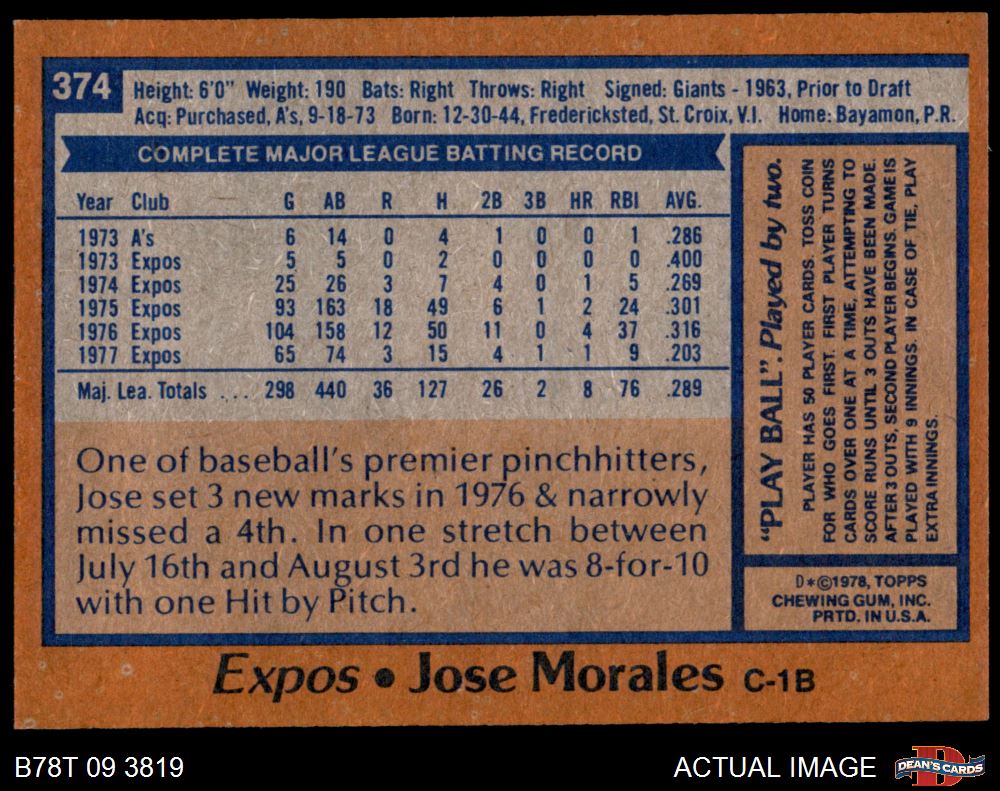 374
Height: 6'0" Weight: 190 Bats: Right Throws: Right Signed: Giants - 1963, Prior to Draft
Acq: Purchased, A's, 9-18-73 Born: 12-30-44, Fredericksted, St. Croix, V.I. Home: Bayamon, P.R.
COMPLETE MAJOR LEAGUE BATTING RECORD
Year Club G AB R H 2B 3B HR RBI AVG.
1973 A's 6 14 0 4 1 0 0 1 .286
1973 Expos 5 5 0 2 0 0 0 0 .400
1974 Expos 25 26 3 7 4 0 1 5 .269
1975 Expos 93 163 18 49 6 1 2 24 .301
1976 Expos 104 158 12 50 11 0 4 37 .316
1977 Expos 65 74 3 15 4 1 1 9 .203
Maj. Lea. Totals ... 298 440 36 127 26 2 8 76 .289
One of baseball's premier pinchhitters,
Jose set 3 new marks in 1976 & narrowly
missed a 4th. In one stretch between
July 16th and August 3rd he was 8-for-10
with one Hit by Pitch.
"PLAY BALL". Played by two.
PLAYER HAS 50 PLAYER CARDS. TOSS COIN
FOR WHO GOES FIRST. FIRST PLAYER TURNS
CARDS OVER ONE AT A TIME, ATTEMPTING TO
SCORE RUNS UNTIL 3 OUTS HAVE BEEN MADE.
AFTER 3 OUTS, SECOND PLAYER BEGINS. GAME IS
PLAYED WITH 9 INNINGS. IN CASE OF TIE, PLAY
EXTRA INNINGS.
D*©1978, TOPPS
CHEWING GUM, INC.
PRTD. IN U.S.A.
Expos • Jose Morales C-1B
B78T 09 3819
ACTUAL IMAGE
DEAN'S CARDS